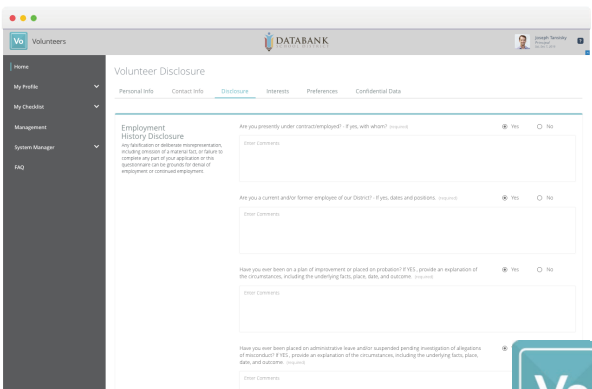 Vo Volunteers
DATABANK
SCHOOL DISTRICT
Home
My Profile
My Checklist
Management
System Manager
FAQ
Volunteer Disclosure
Personal Info Contact Info Disclosure Interests Preferences Confidential Data
Employment
History Disclosure
Any falsification or deliberate misrepresentation,
including omission of a material fact, or failure to
complete any part of your application or this
questionnaire can be grounds for denial of
employment or continued employment
Are you presently under contract/employed? - If yes, with whom? (required) Yes No
Enter Comments
Are you a current and/or former employee of our District? - If yes, dates and positions. (required) Yes No
Enter Comments
Have you ever been on a plan of improvement or placed on probation? If YES, provide an explanation of
the circumstances, including the underlying facts, place, date, and outcome (required) Yes No
Enter Comments
Have you ever been placed on administrative leave and/or suspended pending investigation of allegations
of misconduct? If YES, provide an explanation of the circumstances, including the underlying facts, place,
date, and outcome (required)
Enter Comments
Vo